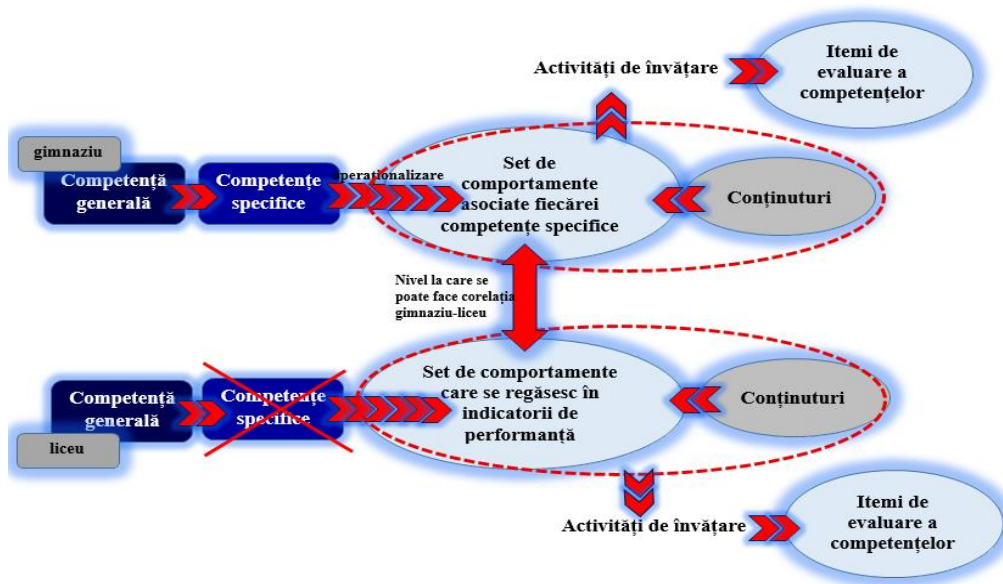 Activități de învățare
Itemi de
evaluare a
competențelor
gimnaziu
Competență
generală
Competențe
specifice
operaționalizare
Set de
comportamente
asociate fiecărei
competențe specifice
Conținuturi
Nivel la care se
poate face corelația
gimnaziu-liceu
Competență
generală
liceu
Competențe
specifice
Set de comportamente
care se regăsesc în
indicatorii de
performanță
Conținuturi
Activități de învățare
Itemi de
evaluare a
competențelor